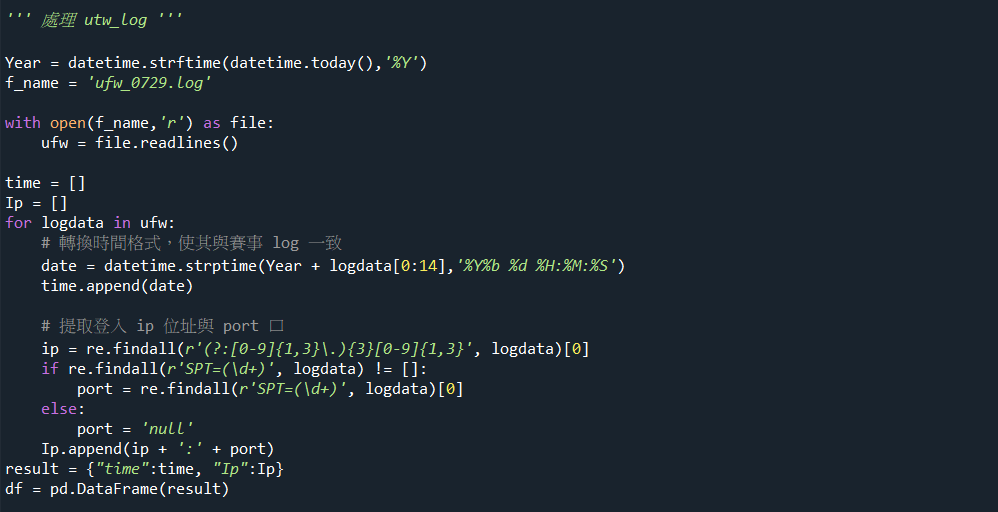 ''' 處理 utw_log '''

Year = datetime.strftime(datetime.today(),'%Y')
f_name = 'ufw_0729.log'

with open(f_name,'r') as file:
    ufw = file.readlines()

time = []
Ip = []
for logdata in ufw:
    # 轉換時間格式，使其與賽事 log 一致
    date = datetime.strptime(Year + logdata[0:14],'%Y%b %d %H:%M:%S')
    time.append(date)

    # 提取登入 ip 位址與 port 口
    ip = re.findall(r'(?:[0-9]{1,3}\.){3}[0-9]{1,3}', logdata)[0]
    if re.findall(r'SPT=(\d+)', logdata) != []:
        port = re.findall(r'SPT=(\d+)', logdata)[0]
    else:
        port = 'null'
    Ip.append(ip + ':' + port)
result = {"time":time, "Ip":Ip}
df = pd.DataFrame(result)